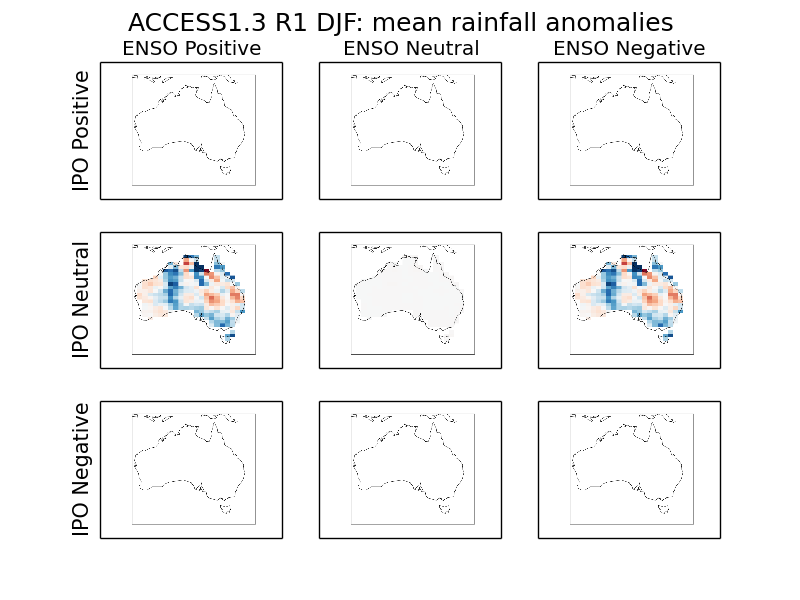 ACCESS1.3 R1 DJF: mean rainfall anomalies
ENSO Positive
ENSO Neutral
ENSO Negative
IPO Positive
IPO Neutral
IPO Negative